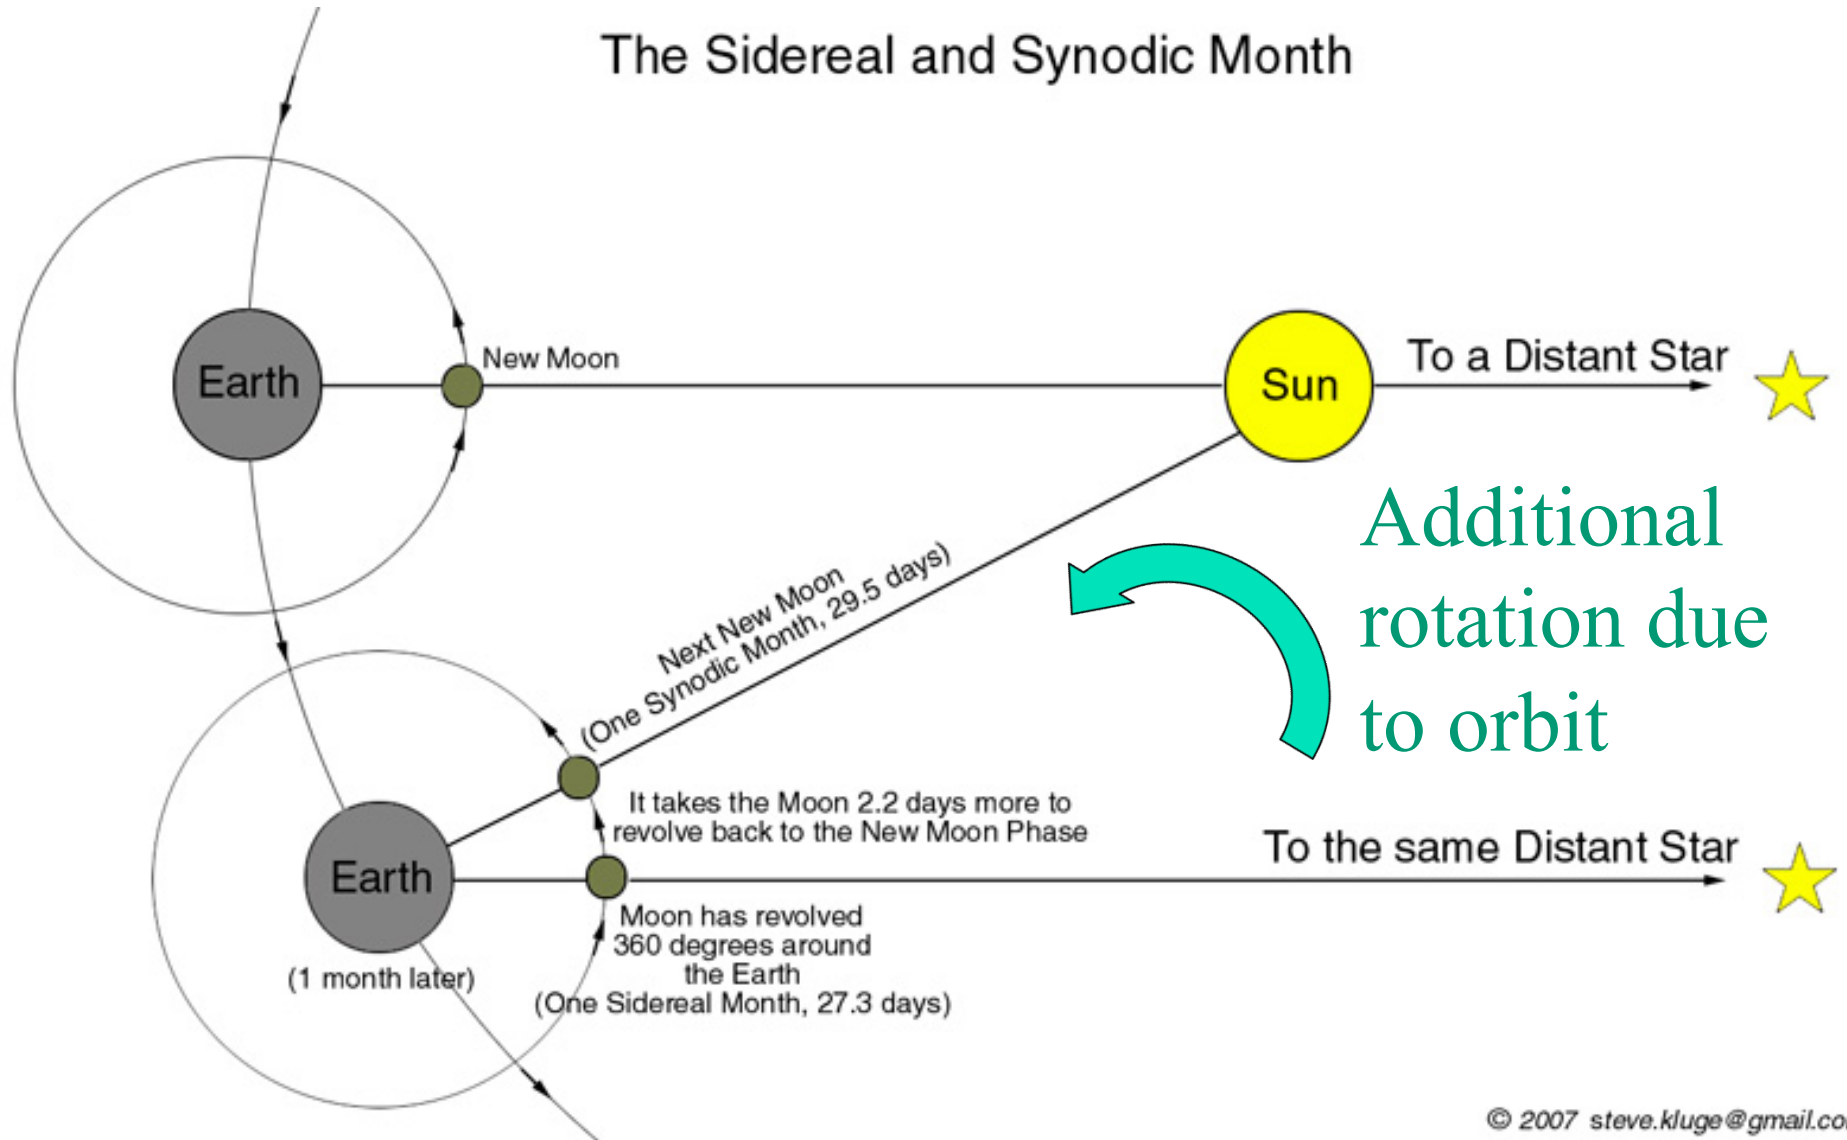 The Sidereal and Synodic Month
Earth
New Moon
Sun
To a Distant Star
Additional
rotation due
to orbit
Next New Moon
(One Synodic Month, 29.5 days)
It takes the Moon 2.2 days more to
revolve back to the New Moon Phase
To the same Distant Star
Earth
(1 month later)
Moon has revolved
360 degrees around
the Earth
(One Sidereal Month, 27.3 days)
© 2007 steve.kluge@gmail.co